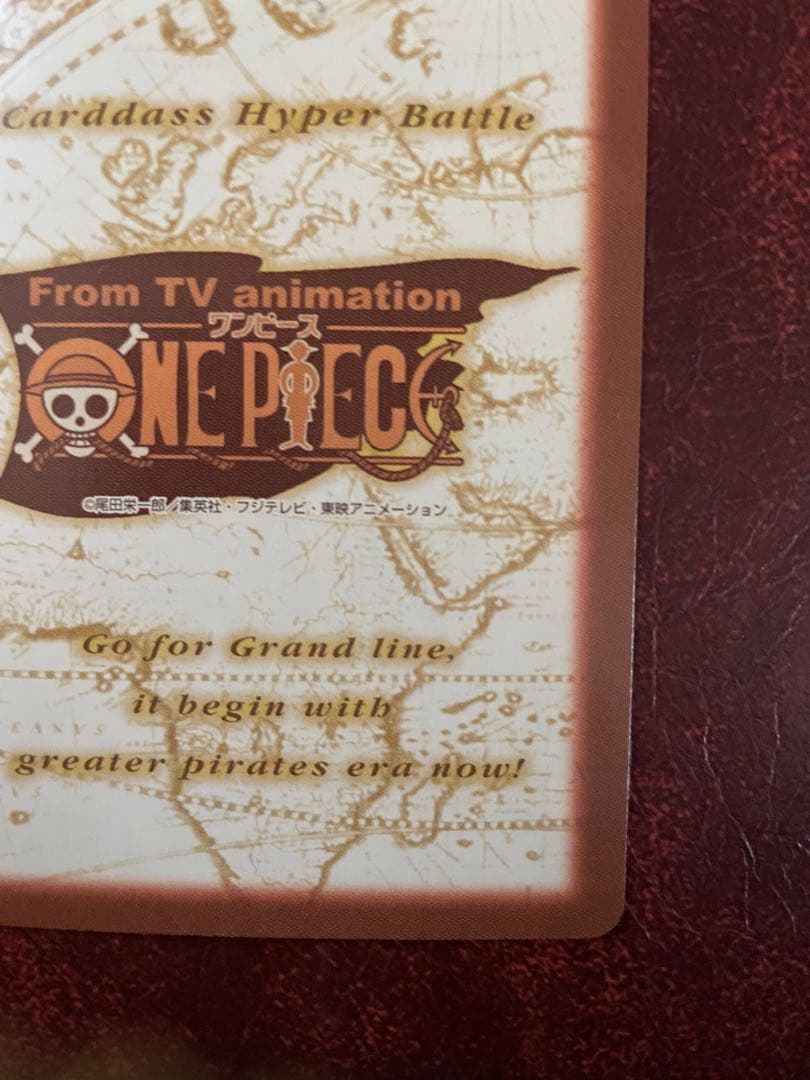 Carddass Hyper Battle
From TV animation
ワンピース
ONE PIECE
©尾田栄一郎／集英社・フジテレビ・東映アニメーション
Go for Grand line,
it begin with
greater pirates era now!